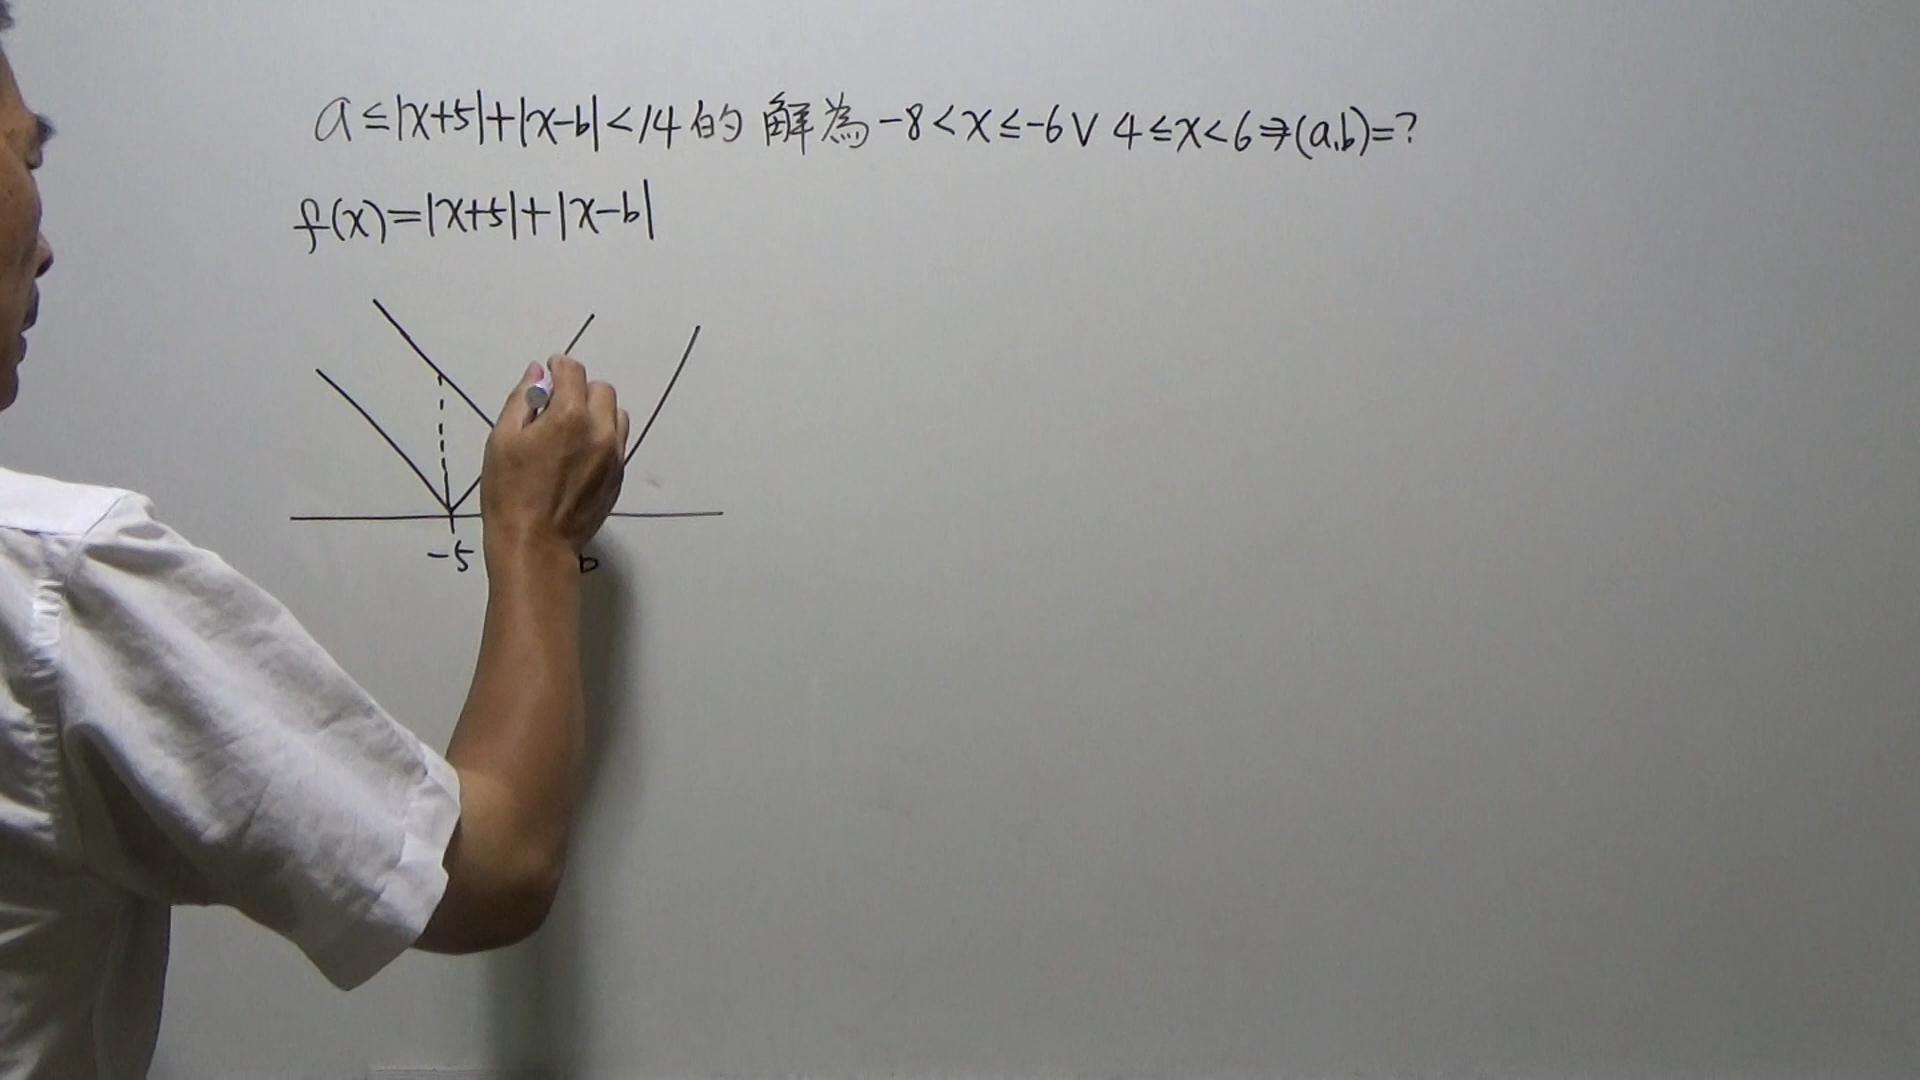 a≤|x+5|+|x-b|<14 的 解為 -8<x≤-6 ∨ 4≤x<6 ⇒(a,b)=?
f(x)=|x+5|+|x-b|
-5 b